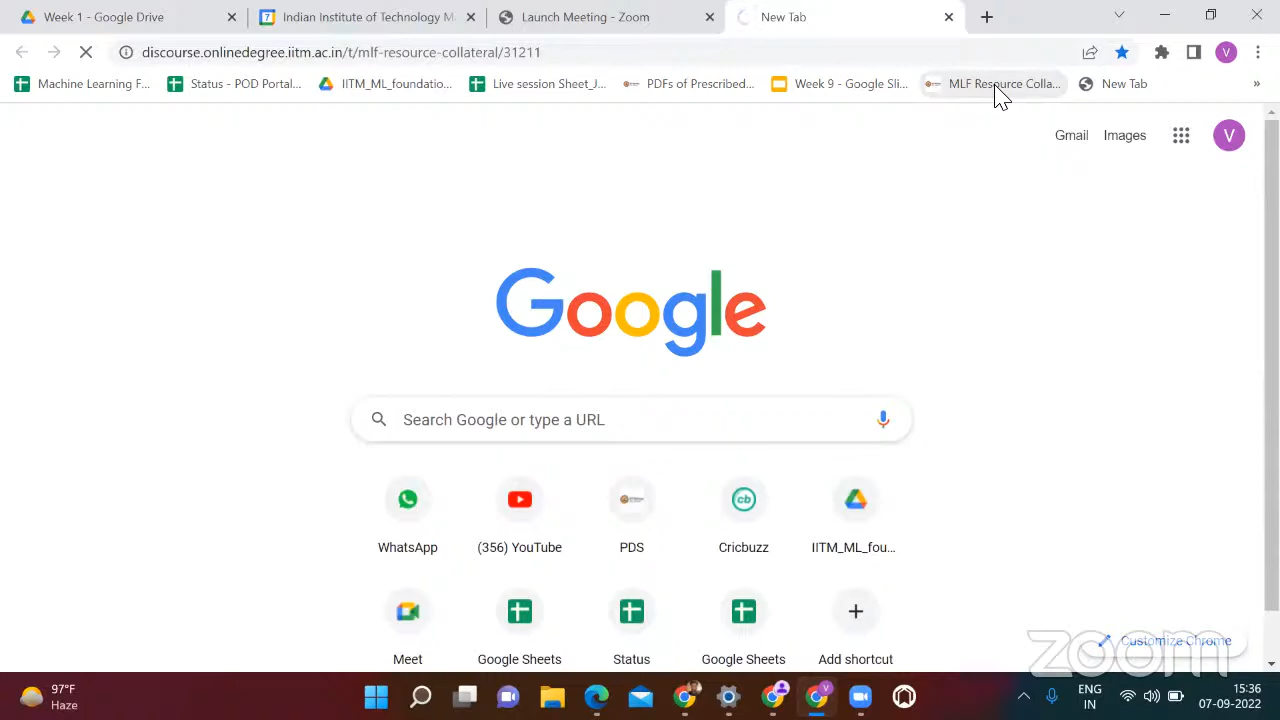 Week 1 - Google Drive
Indian Institute of Technology M
Launch Meeting - Zoom
New Tab
discourse.onlinedegree.iitm.ac.in/t/mlf-resource-collateral/31211
V
Machine Learning F...
Status - POD Portal...
IITM_ML_foundatio...
Live session Sheet_J...
PDFs of Prescribed...
Week 9 - Google Sli...
MLF Resource Colla...
New Tab
»
Gmail
Images
V
Google
Search Google or type a URL
cb
WhatsApp
(356) YouTube
PDS
Cricbuzz
IITM_ML_fou...
Meet
Google Sheets
Status
Google Sheets
Add shortcut
Customize Chrome
zoom
97°F
Haze
ENG
IN
15:36
07-09-2022